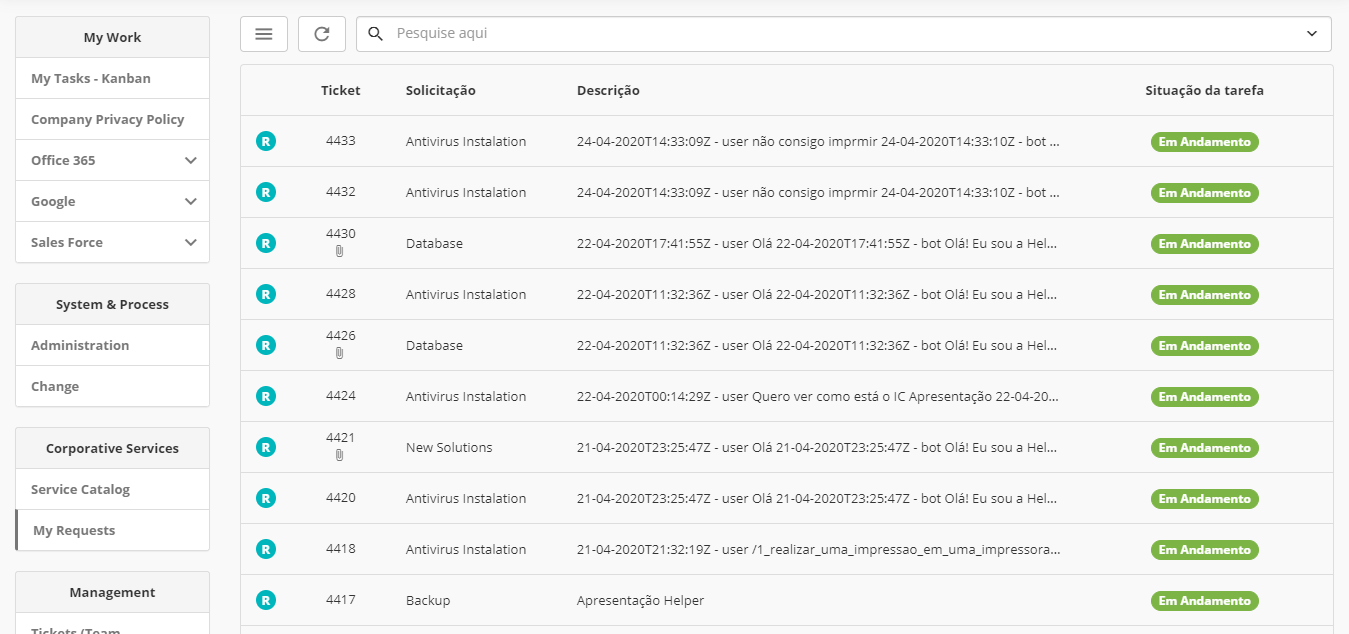 My Work
My Tasks - Kanban
Company Privacy Policy
Office 365
Google
Sales Force
System & Process
Administration
Change
Corporative Services
Service Catalog
My Requests
Management
Tickets (Team
Pesquise aqui
Ticket Solicitação Descrição Situação da tarefa
R 4433 Antivirus Instalation 24-04-2020T14:33:09Z - user não consigo imprmir 24-04-2020T14:33:10Z - bot ... Em Andamento
R 4432 Antivirus Instalation 24-04-2020T14:33:09Z - user não consigo imprmir 24-04-2020T14:33:10Z - bot ... Em Andamento
R 4430 Database 22-04-2020T17:41:55Z - user Olá 22-04-2020T17:41:55Z - bot Olá! Eu sou a Hel... Em Andamento
R 4428 Antivirus Instalation 22-04-2020T11:32:36Z - user Olá 22-04-2020T11:32:36Z - bot Olá! Eu sou a Hel... Em Andamento
R 4426 Database 22-04-2020T11:32:36Z - user Olá 22-04-2020T11:32:36Z - bot Olá! Eu sou a Hel... Em Andamento
R 4424 Antivirus Instalation 22-04-2020T00:14:29Z - user Quero ver como está o IC Apresentação 22-04-20... Em Andamento
R 4421 New Solutions 21-04-2020T23:25:47Z - user Olá 21-04-2020T23:25:47Z - bot Olá! Eu sou a Hel... Em Andamento
R 4420 Antivirus Instalation 21-04-2020T23:25:47Z - user Olá 21-04-2020T23:25:47Z - bot Olá! Eu sou a Hel... Em Andamento
R 4418 Antivirus Instalation 21-04-2020T21:32:19Z - user /1_realizar_uma_impressao_em_uma_impressora... Em Andamento
R 4417 Backup Apresentação Helper Em Andamento